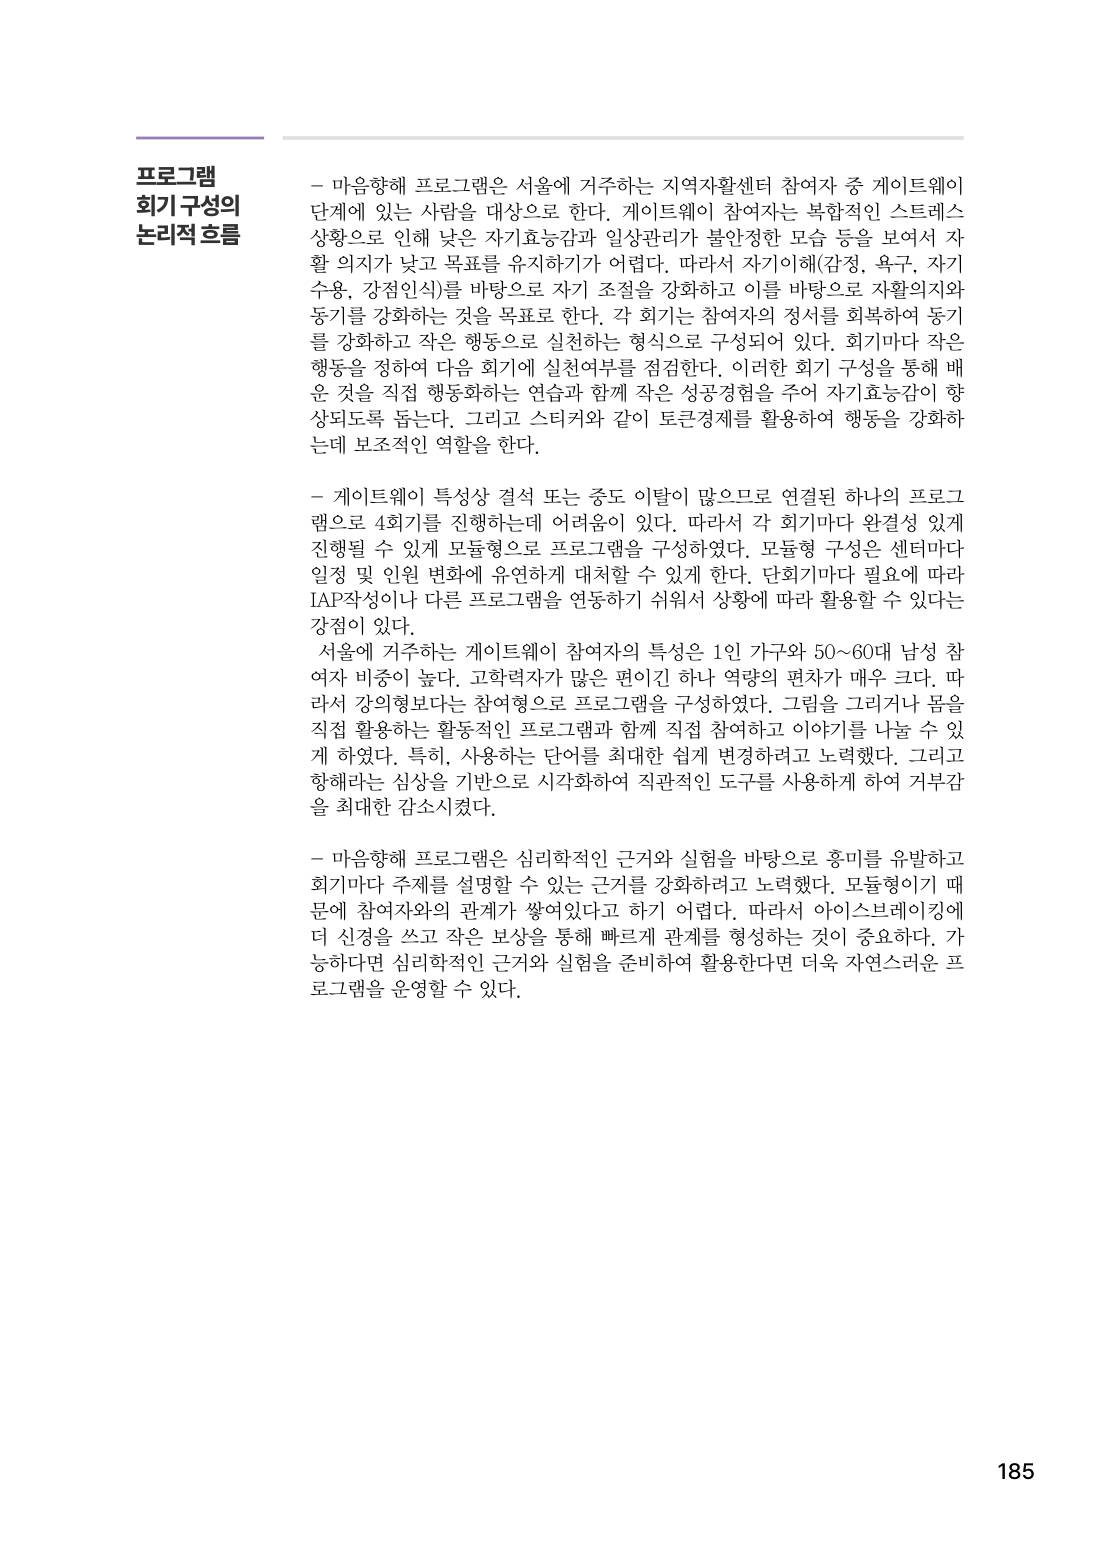 프로그램
회기 구성의
논리적 흐름
– 마음향해 프로그램은 서울에 거주하는 지역자활센터 참여자 중 게이트웨이
단계에 있는 사람을 대상으로 한다. 게이트웨이 참여자는 복합적인 스트레스
상황으로 인해 낮은 자기효능감과 일상관리가 불안정한 모습 등을 보여서 자
활 의지가 낮고 목표를 유지하기가 어렵다. 따라서 자기이해(감정, 욕구, 자기
수용, 강점인식)를 바탕으로 자기 조절을 강화하고 이를 바탕으로 자활의지와
동기를 강화하는 것을 목표로 한다. 각 회기는 참여자의 정서를 회복하여 동기
를 강화하고 작은 행동으로 실천하는 형식으로 구성되어 있다. 회기마다 작은
행동을 정하여 다음 회기에 실천여부를 점검한다. 이러한 회기 구성을 통해 배
운 것을 직접 행동화하는 연습과 함께 작은 성공경험을 주어 자기효능감이 향
상되도록 돕는다. 그리고 스티커와 같이 토큰경제를 활용하여 행동을 강화하
는데 보조적인 역할을 한다.
– 게이트웨이 특성상 결석 또는 중도 이탈이 많으므로 연결된 하나의 프로그
램으로 4회기를 진행하는데 어려움이 있다. 따라서 각 회기마다 완결성 있게
진행될 수 있게 모듈형으로 프로그램을 구성하였다. 모듈형 구성은 센터마다
일정 및 인원 변화에 유연하게 대처할 수 있게 한다. 단회기마다 필요에 따라
IAP작성이나 다른 프로그램을 연동하기 쉬워서 상황에 따라 활용할 수 있다는
강점이 있다.
서울에 거주하는 게이트웨이 참여자의 특성은 1인 가구와 50~60대 남성 참
여자 비중이 높다. 고학력자가 많은 편이긴 하나 역량의 편차가 매우 크다. 따
라서 강의형보다는 참여형으로 프로그램을 구성하였다. 그림을 그리거나 몸을
직접 활용하는 활동적인 프로그램과 함께 직접 참여하고 이야기를 나눌 수 있
게 하였다. 특히, 사용하는 단어를 최대한 쉽게 변경하려고 노력했다. 그리고
항해라는 심상을 기반으로 시각화하여 직관적인 도구를 사용하게 하여 거부감
을 최대한 감소시켰다.
– 마음향해 프로그램은 심리학적인 근거와 실험을 바탕으로 흥미를 유발하고
회기마다 주제를 설명할 수 있는 근거를 강화하려고 노력했다. 모듈형이기 때
문에 참여자와의 관계가 쌓여있다고 하기 어렵다. 따라서 아이스브레이킹에
더 신경을 쓰고 작은 보상을 통해 빠르게 관계를 형성하는 것이 중요하다. 가
능하다면 심리학적인 근거와 실험을 준비하여 활용한다면 더욱 자연스러운 프
로그램을 운영할 수 있다.
185